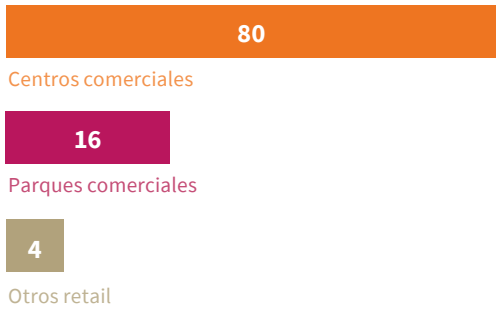 80
Centros comerciales
16
Parques comerciales
4
Otros retail